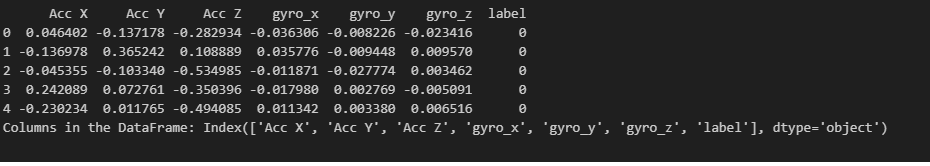 Acc X Acc Y Acc Z gyro_x gyro_y gyro_z label
0 0.046402 -0.137178 -0.282934 -0.036306 -0.008226 -0.023416 0
1 -0.136978 0.365242 0.108889 0.035776 -0.009448 0.009570 0
2 -0.045355 -0.103340 -0.534985 -0.011871 -0.027774 0.003462 0
3 0.242089 0.072761 -0.350396 -0.017980 0.002769 -0.005091 0
4 -0.230234 0.011765 -0.494085 0.011342 0.003380 0.006516 0
Columns in the DataFrame: Index(['Acc X', 'Acc Y', 'Acc Z', 'gyro_x', 'gyro_y', 'gyro_z', 'label'], dtype='object')